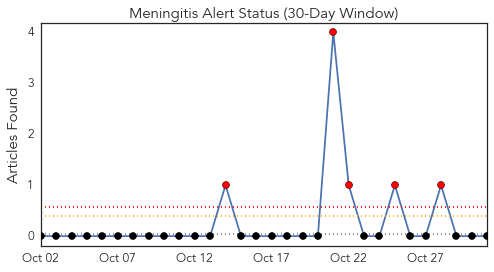 Meningitis Alert Status (30-Day Window)
Articles Found
4
3
2
1
0
Oct 02 Oct 07 Oct 12 Oct 17 Oct 22 Oct 27